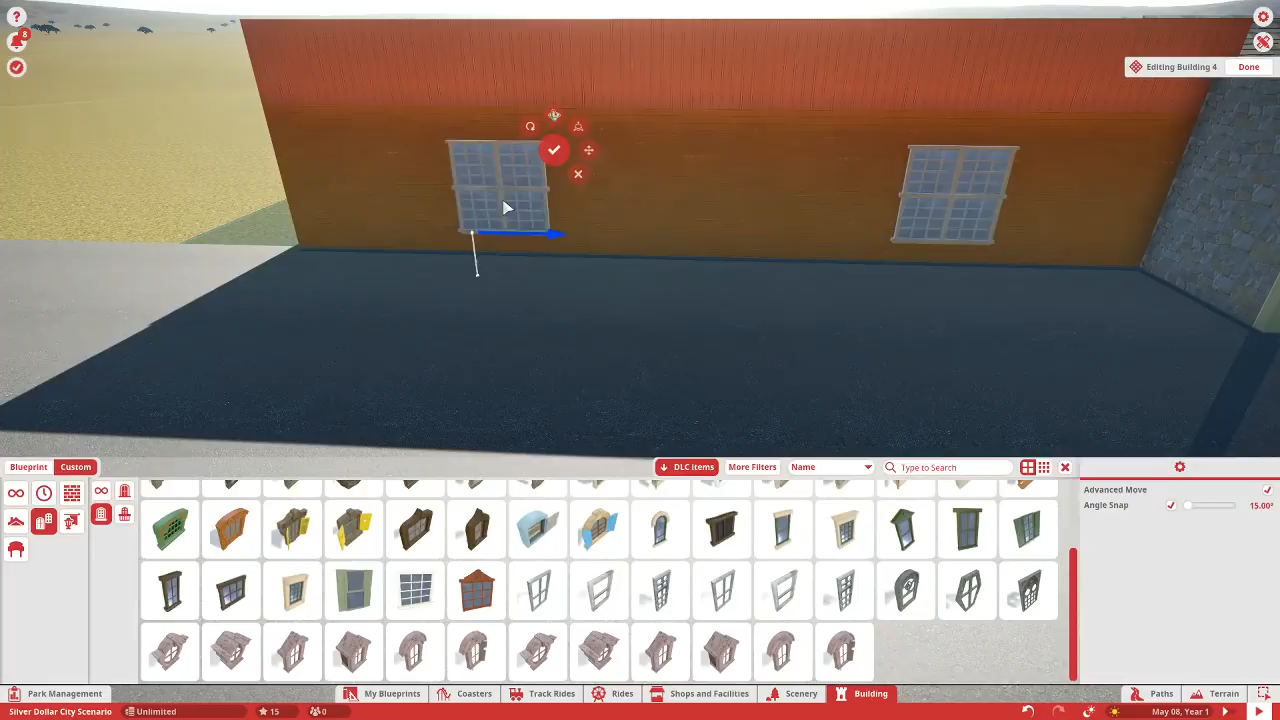 ?
8
Editing Building 4 Done
Blueprint Custom DLC Items More Filters Name Type to Search
Advanced Move
Angle Snap 15.00°
Park Management My Blueprints Coasters Track Rides Rides Shops and Facilities Scenery Building Paths Terrain
Silver Dollar City Scenario Unlimited 15 0 May 08, Year 1